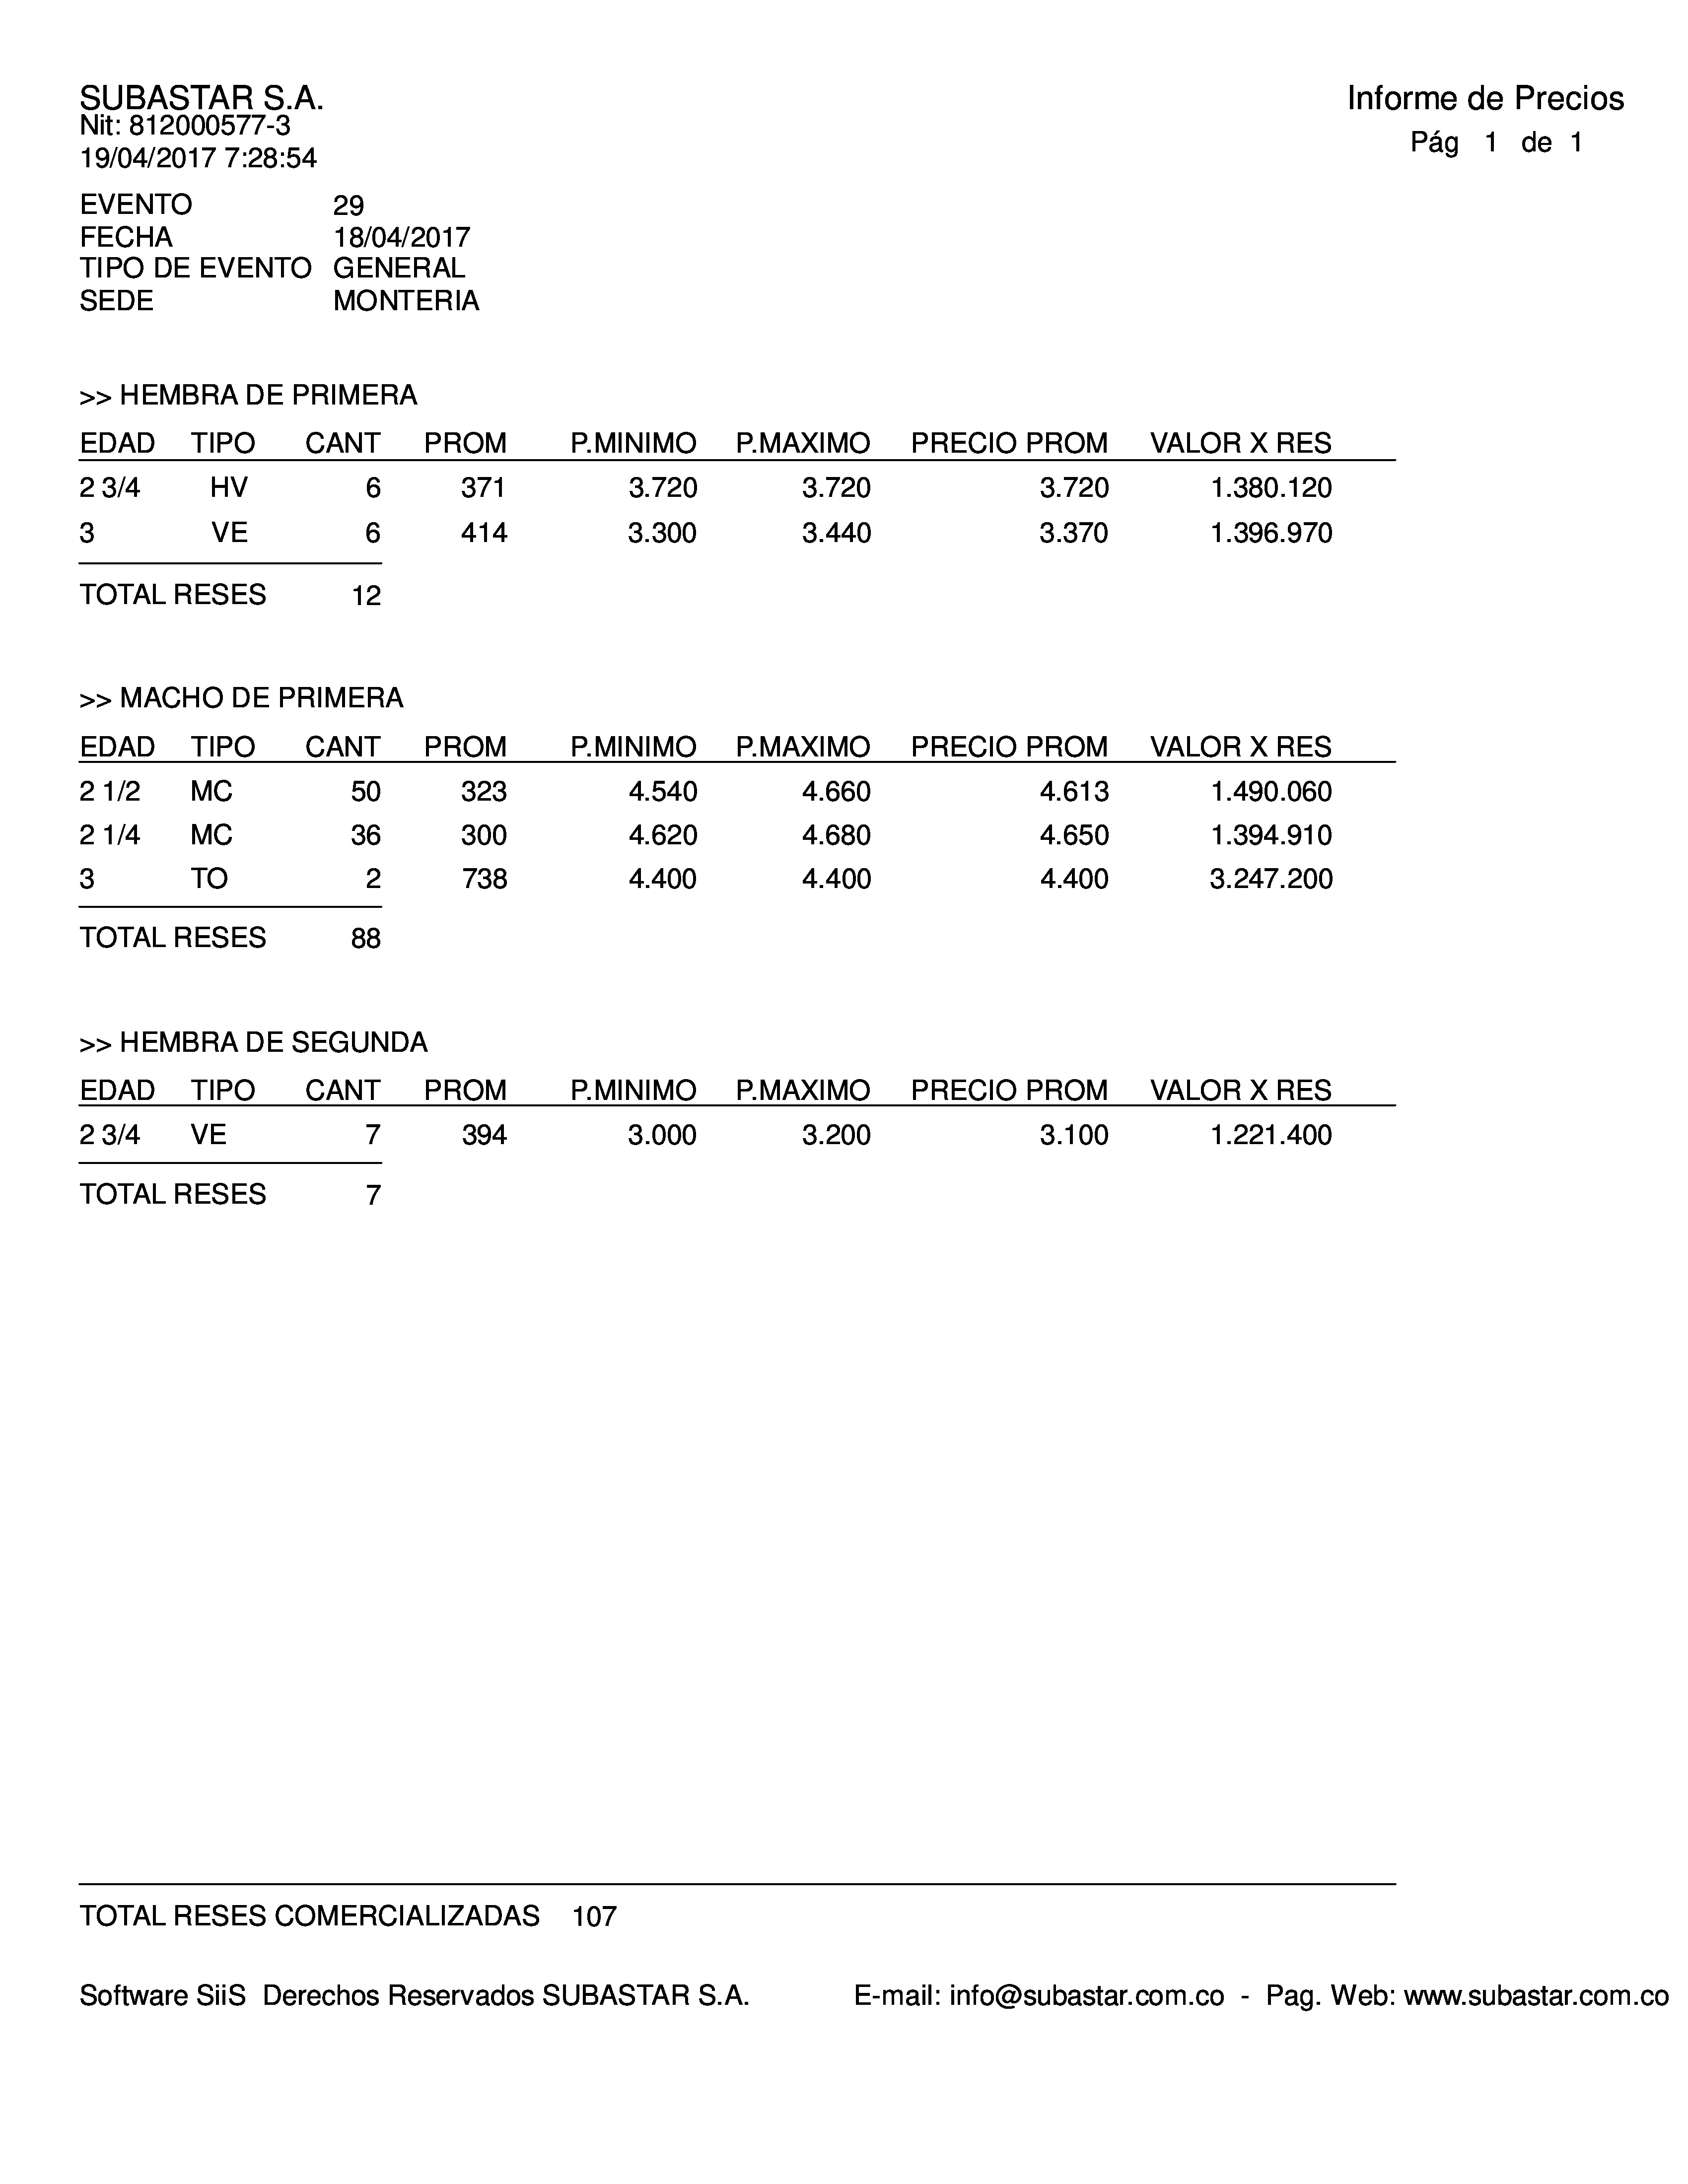 SUBASTAR S.A.
Informe de Precios
Nit: 812000577-3
Pág 1 de 1
19/04/2017 7:28:54
EVENTO 29
FECHA 18/04/2017
TIPO DE EVENTO GENERAL
SEDE MONTERIA
>> HEMBRA DE PRIMERA
EDAD TIPO CANT PROM P.MINIMO P.MAXIMO PRECIO PROM VALOR X RES
2 3/4 HV 6 371 3.720 3.720 3.720 1.380.120
3 VE 6 414 3.300 3.440 3.370 1.396.970
TOTAL RESES 12
>> MACHO DE PRIMERA
EDAD TIPO CANT PROM P.MINIMO P.MAXIMO PRECIO PROM VALOR X RES
2 1/2 MC 50 323 4.540 4.660 4.613 1.490.060
2 1/4 MC 36 300 4.620 4.680 4.650 1.394.910
3 TO 2 738 4.400 4.400 4.400 3.247.200
TOTAL RESES 88
>> HEMBRA DE SEGUNDA
EDAD TIPO CANT PROM P.MINIMO P.MAXIMO PRECIO PROM VALOR X RES
2 3/4 VE 7 394 3.000 3.200 3.100 1.221.400
TOTAL RESES 7
TOTAL RESES COMERCIALIZADAS 107
Software SiiS Derechos Reservados SUBASTAR S.A. E-mail: info@subastar.com.co - Pag. Web: www.subastar.com.co